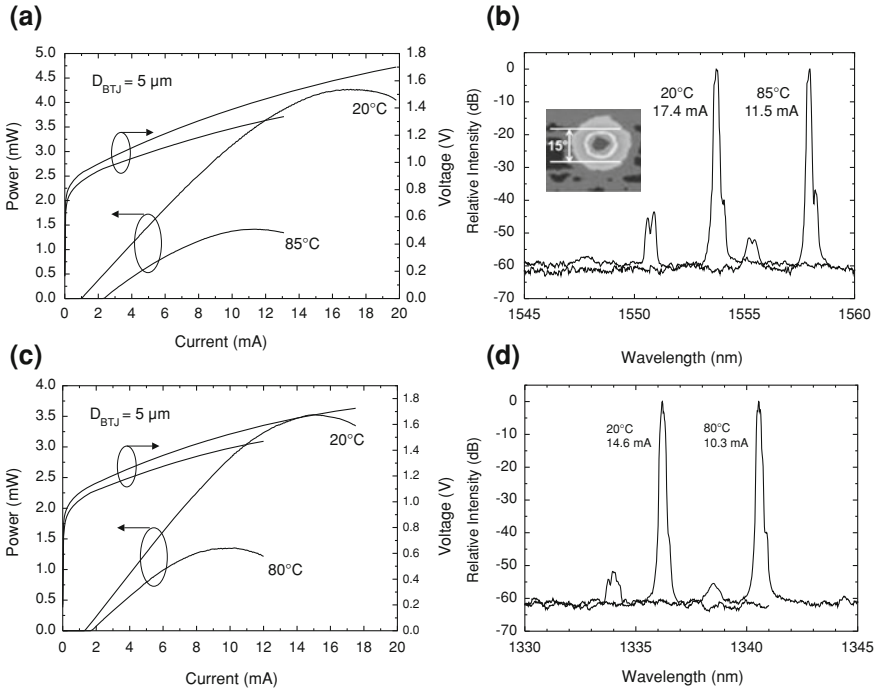 (a)
D_BTJ = 5 µm
20°C
85°C
Power (mW)
5.0
4.5
4.0
3.5
3.0
2.5
2.0
1.5
1.0
0.5
0.0
Voltage (V)
1.8
1.6
1.4
1.2
1.0
0.8
0.6
0.4
0.2
0.0
0 2 4 6 8 10 12 14 16 18 20
Current (mA)
(b)
20°C
17.4 mA
85°C
11.5 mA
15°
Relative Intensity (dB)
0
-10
-20
-30
-40
-50
-60
-70
1545 1550 1555 1560
Wavelength (nm)
(c)
D_BTJ = 5 µm
20°C
80°C
Power (mW)
4.0
3.5
3.0
2.5
2.0
1.5
1.0
0.5
0.0
Voltage (V)
1.8
1.6
1.4
1.2
1.0
0.8
0.6
0.4
0.2
0.0
0 2 4 6 8 10 12 14 16 18 20
Current (mA)
(d)
20°C
14.6 mA
80°C
10.3 mA
Relative Intensity (dB)
0
-10
-20
-30
-40
-50
-60
-70
1330 1335 1340 1345
Wavelength (nm)